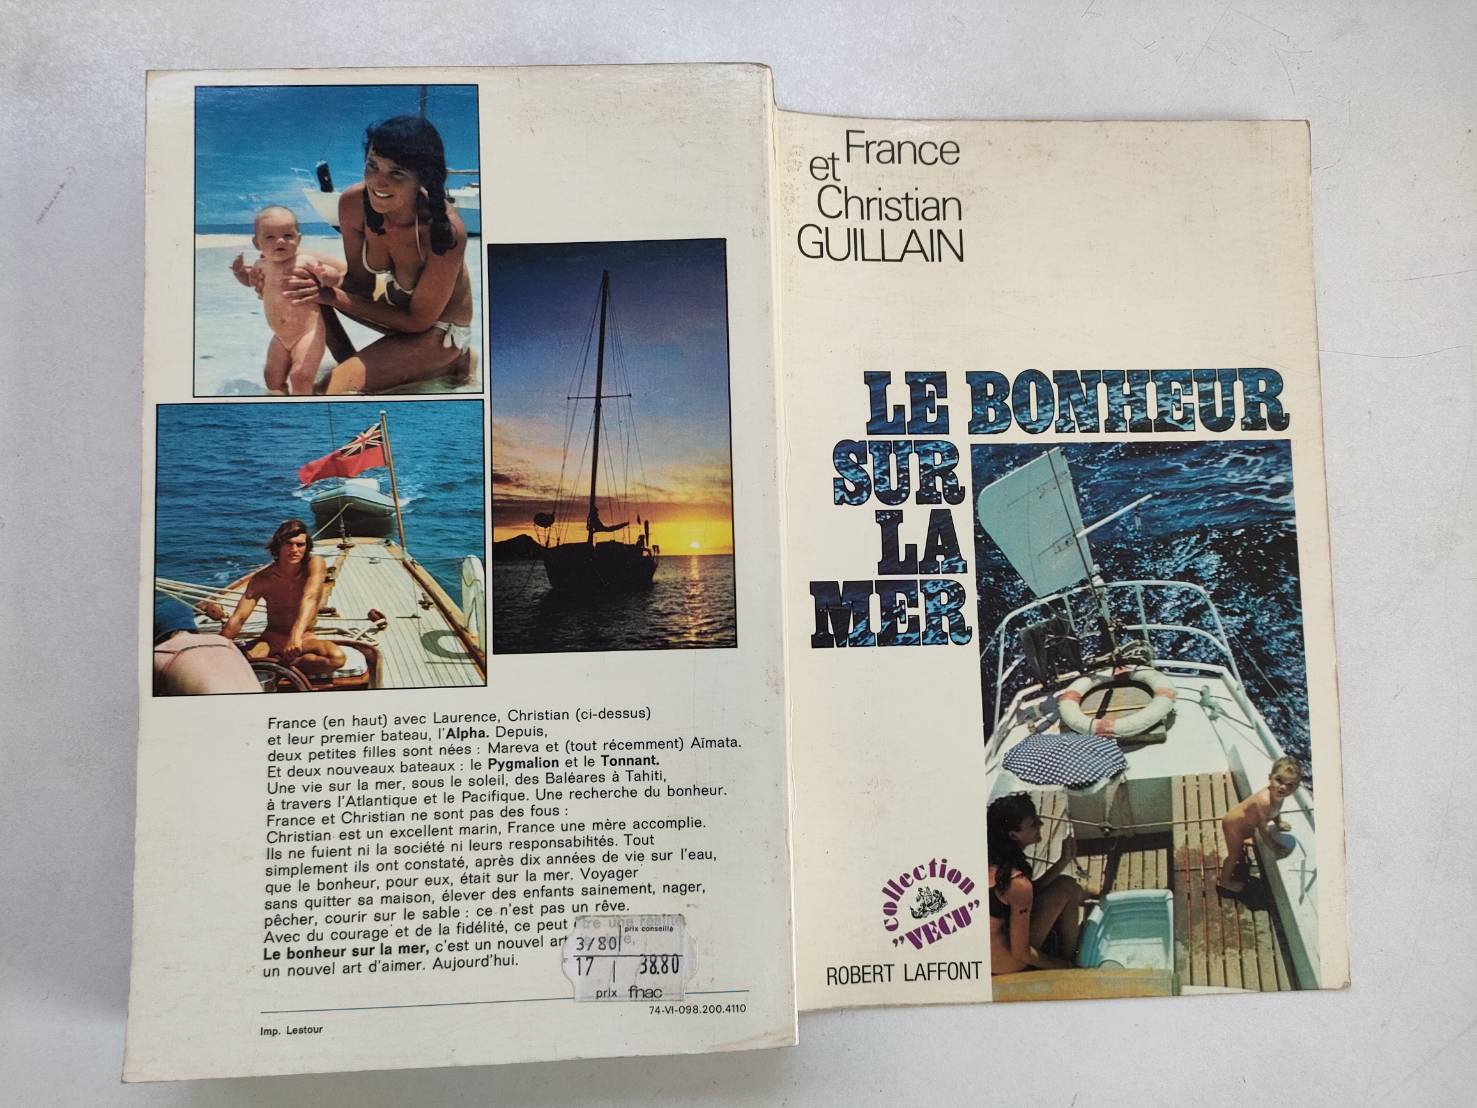 France (en haut) avec Laurence, Christian (ci-dessus)
et leur premier bateau, l'Alpha. Depuis,
deux petites filles sont nées : Mareva et (tout récemment) Aïmata.
Et deux nouveaux bateaux : le Pygmalion et le Tonnant.
Une vie sur la mer, sous le soleil, des Baléares à Tahiti,
à travers l'Atlantique et le Pacifique. Une recherche du bonheur.
France et Christian ne sont pas des fous :
Christian est un excellent marin, France une mère accomplie.
Ils ne fuient ni la société ni leurs responsabilités. Tout
simplement ils ont constaté, après dix années de vie sur l'eau,
que le bonheur, pour eux, était sur la mer. Voyager
sans quitter sa maison, élever des enfants sainement, nager,
pêcher, courir sur le sable : ce n'est pas un rêve.
Avec du courage et de la fidélité, ce peut être une réalité
Le bonheur sur la mer, c'est un nouvel art
un nouvel art d'aimer. Aujourd'hui.
prix conseillé
3/80
17 38.80
prix fnac
74-VI-098.200.4110
Imp. Lestour
France
et
Christian
GUILLAIN
LE BONHEUR
SUR
LA
MER
collection
"VECU"
ROBERT LAFFONT